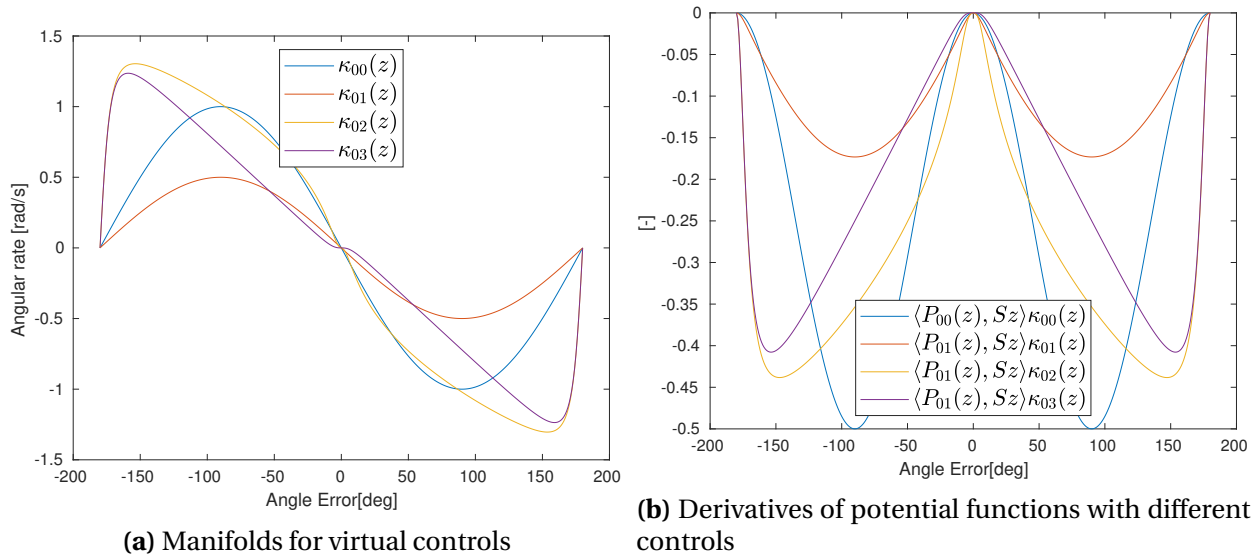 1.5
1
0.5
0
-0.5
-1
-1.5
-200 -150 -100 -50 0 50 100 150 200
Angular rate [rad/s]
Angle Error[deg]
κ₀₀(z)
κ₀₁(z)
κ₀₂(z)
κ₀₃(z)
(a) Manifolds for virtual controls
0
-0.05
-0.1
-0.15
-0.2
-0.25
-0.3
-0.35
-0.4
-0.45
-0.5
-200 -150 -100 -50 0 50 100 150 200
[-]
Angle Error[deg]
⟨P₀₀(z), Sz⟩κ₀₀(z)
⟨P₀₁(z), Sz⟩κ₀₁(z)
⟨P₀₁(z), Sz⟩κ₀₂(z)
⟨P₀₁(z), Sz⟩κ₀₃(z)
(b) Derivatives of potential functions with different
controls